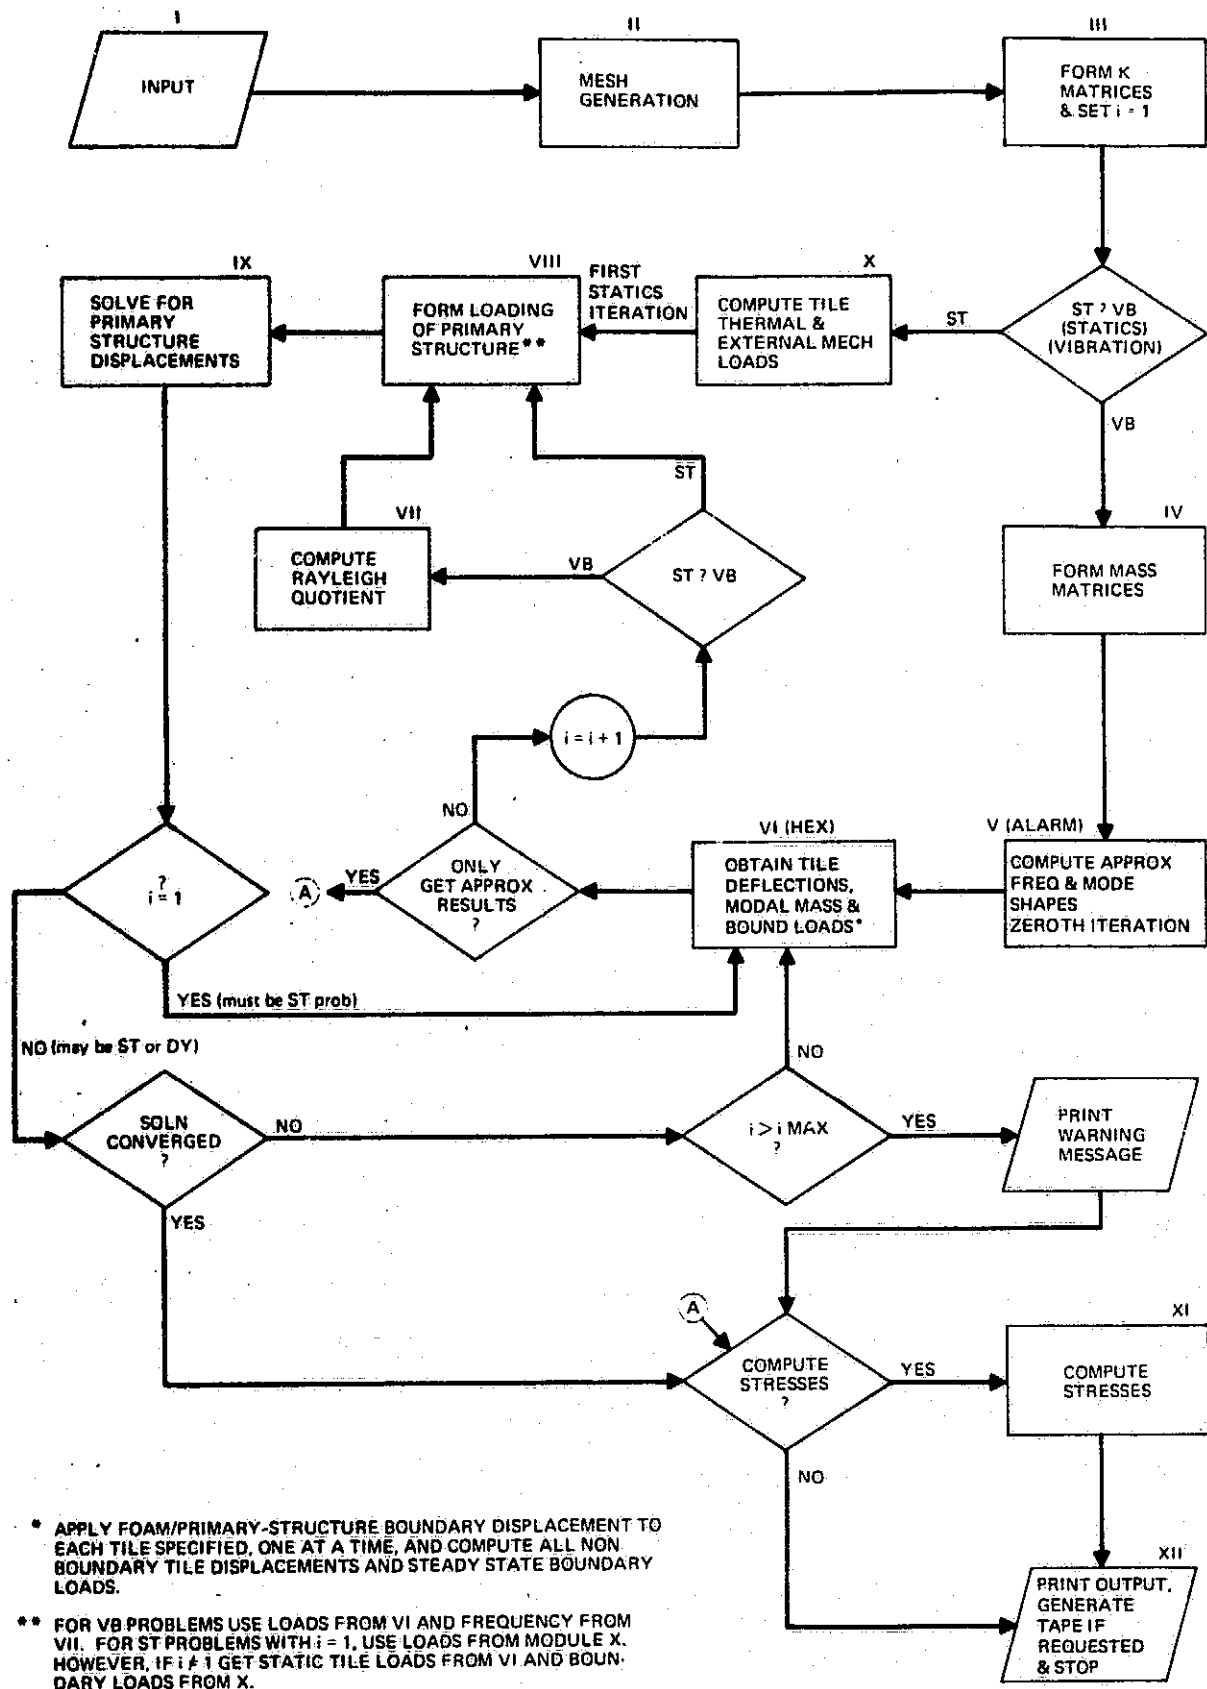 I
INPUT
II
MESH
GENERATION
III
FORM K
MATRICES
& SET i = 1
IX
SOLVE FOR
PRIMARY
STRUCTURE
DISPLACEMENTS
VIII
FORM LOADING
OF PRIMARY
STRUCTURE**
FIRST
STATICS
ITERATION
X
COMPUTE TILE
THERMAL &
EXTERNAL MECH
LOADS
ST
ST ? VB
(STATICS)
(VIBRATION)
VB
VII
COMPUTE
RAYLEIGH
QUOTIENT
VB
ST
ST ? VB
IV
FORM MASS
MATRICES
i = i + 1
NO
?
i = 1
A
YES
ONLY
GET APPROX
RESULTS
?
VI (HEX)
OBTAIN TILE
DEFLECTIONS,
MODAL MASS &
BOUND LOADS*
V (ALARM)
COMPUTE APPROX
FREQ & MODE
SHAPES
ZEROTH ITERATION
YES (must be ST prob)
NO (may be ST or DY)
NO
SOLN
CONVERGED
?
NO
i > i MAX
?
YES
PRINT
WARNING
MESSAGE
YES
A
COMPUTE
STRESSES
?
YES
XI
COMPUTE
STRESSES
NO
XII
PRINT OUTPUT,
GENERATE
TAPE IF
REQUESTED
& STOP
* APPLY FOAM/PRIMARY-STRUCTURE BOUNDARY DISPLACEMENT TO
EACH TILE SPECIFIED, ONE AT A TIME, AND COMPUTE ALL NON
BOUNDARY TILE DISPLACEMENTS AND STEADY STATE BOUNDARY
LOADS.
** FOR VB PROBLEMS USE LOADS FROM VI AND FREQUENCY FROM
VII. FOR ST PROBLEMS WITH i = 1, USE LOADS FROM MODULE X.
HOWEVER, IF i ≠ 1 GET STATIC TILE LOADS FROM VI AND BOUN-
DARY LOADS FROM X.